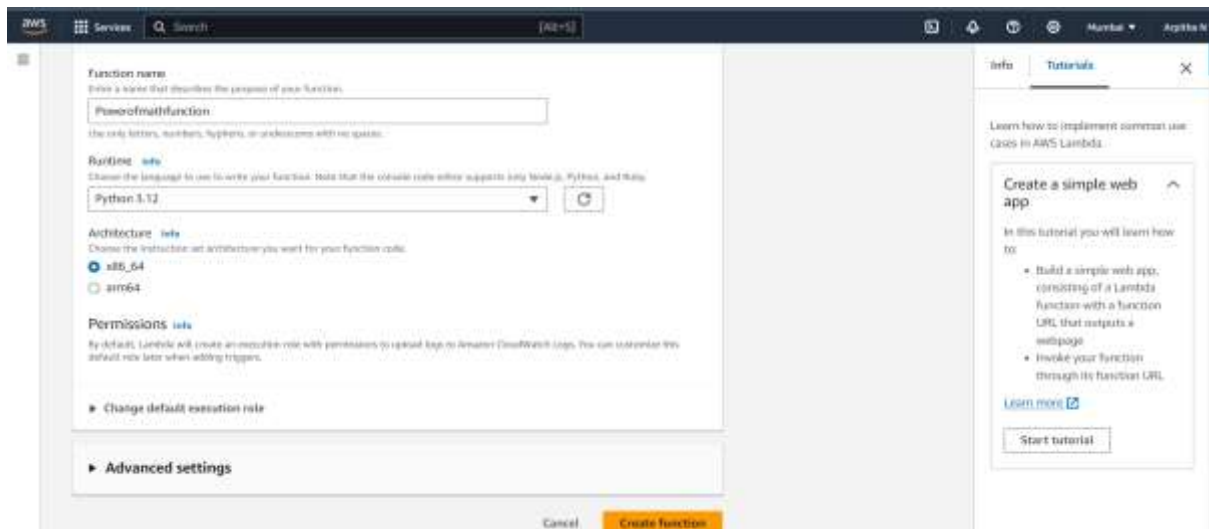 aws
Services
Search
[Alt+S]
Mumbai
Arpitha N
Function name
Enter a name that describes the purpose of your function.
Powerofmathfunction
Use only letters, numbers, hyphens, or underscores with no spaces.
Runtime Info
Choose the language to use to write your function. Note that the console code editor supports only Node.js, Python, and Ruby.
Python 3.12
Architecture Info
Choose the instruction set architecture you want for your function code.
x86_64
arm64
Permissions Info
By default, Lambda will create an execution role with permissions to upload logs to Amazon CloudWatch Logs. You can customize this
default role later when adding triggers.
Change default execution role
Advanced settings
Cancel
Create function
Info
Tutorials
Learn how to implement common use
cases in AWS Lambda.
Create a simple web
app
In this tutorial you will learn how
to:
• Build a simple web app,
consisting of a Lambda
function with a function
URL that outputs a
webpage
• Invoke your function
through its function URL
Learn more
Start tutorial